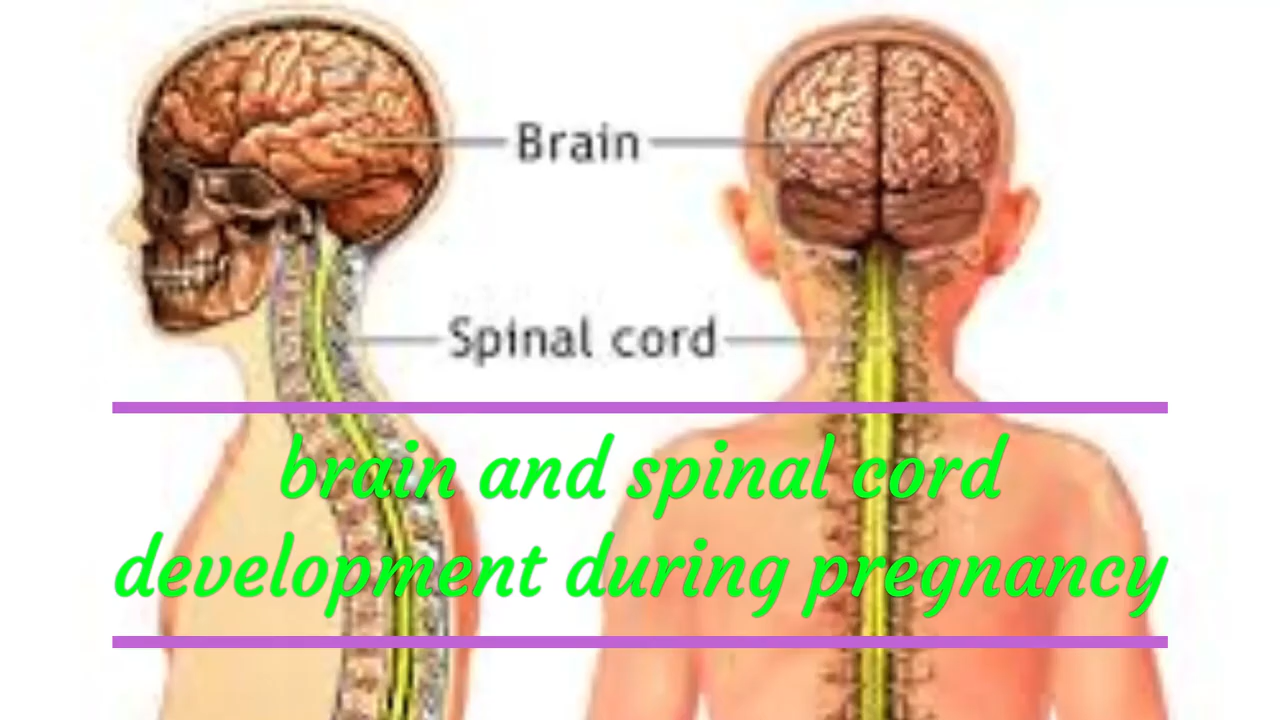 Brain
Spinal cord
brain and spinal cord
development during pregnancy